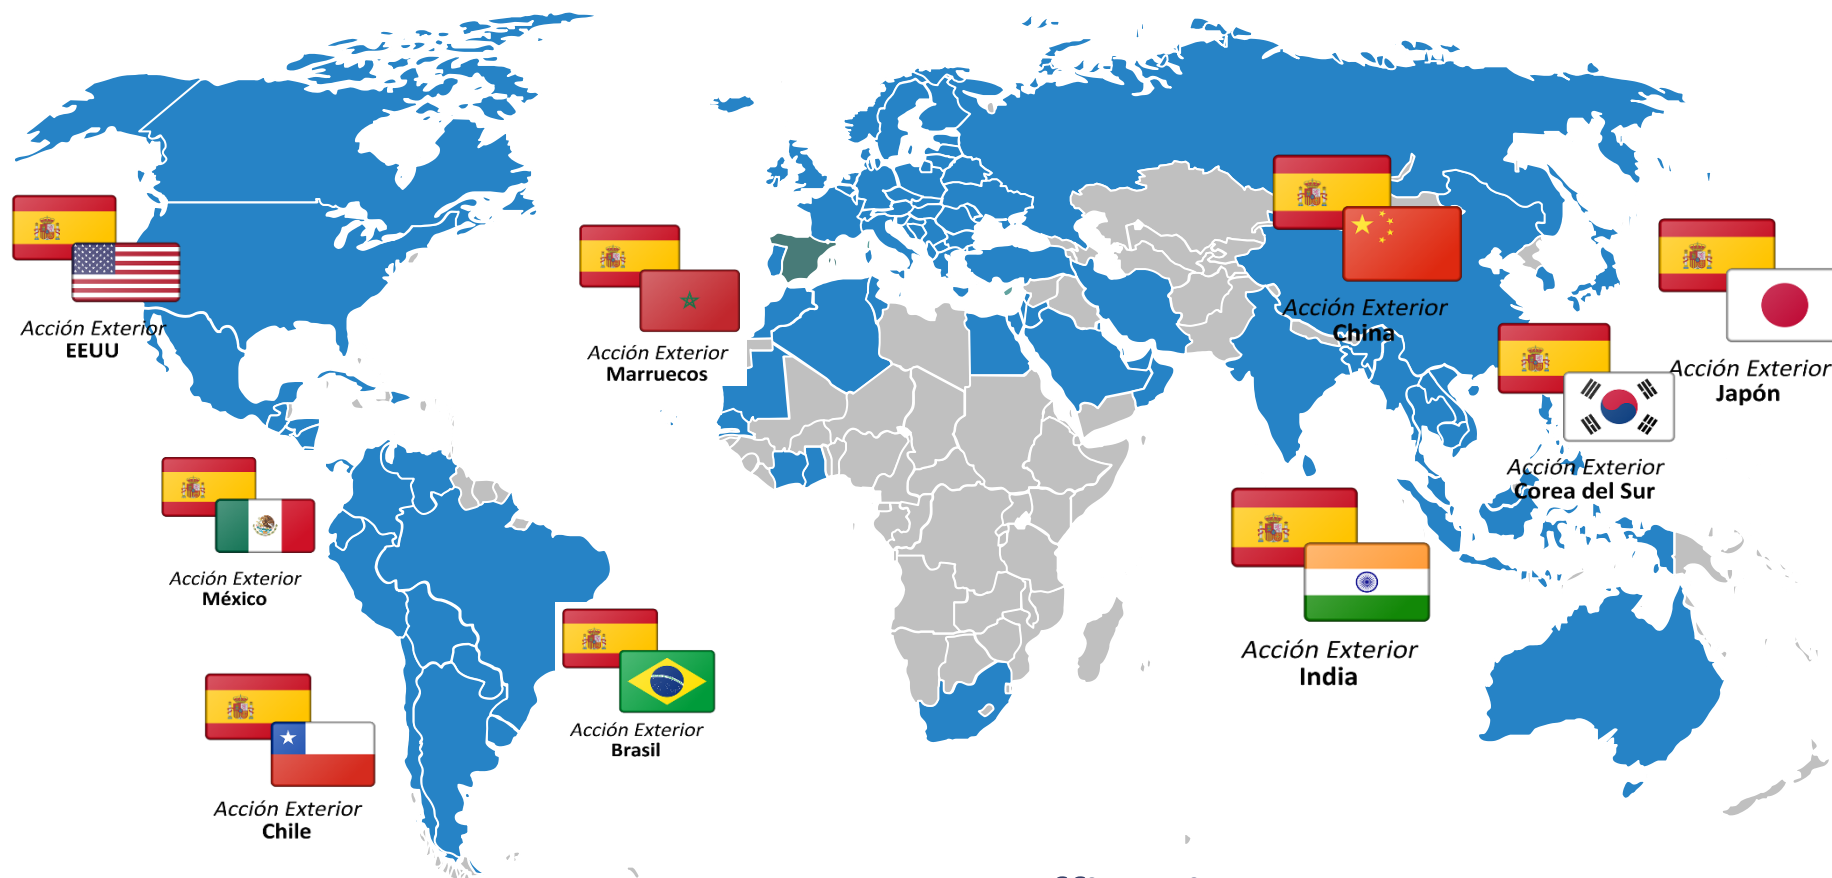 Acción Exterior
EEUU
Acción Exterior
Marruecos
Acción Exterior
China
Acción Exterior
Japón
Acción Exterior
Corea del Sur
Acción Exterior
México
Acción Exterior
India
Acción Exterior
Brasil
Acción Exterior
Chile